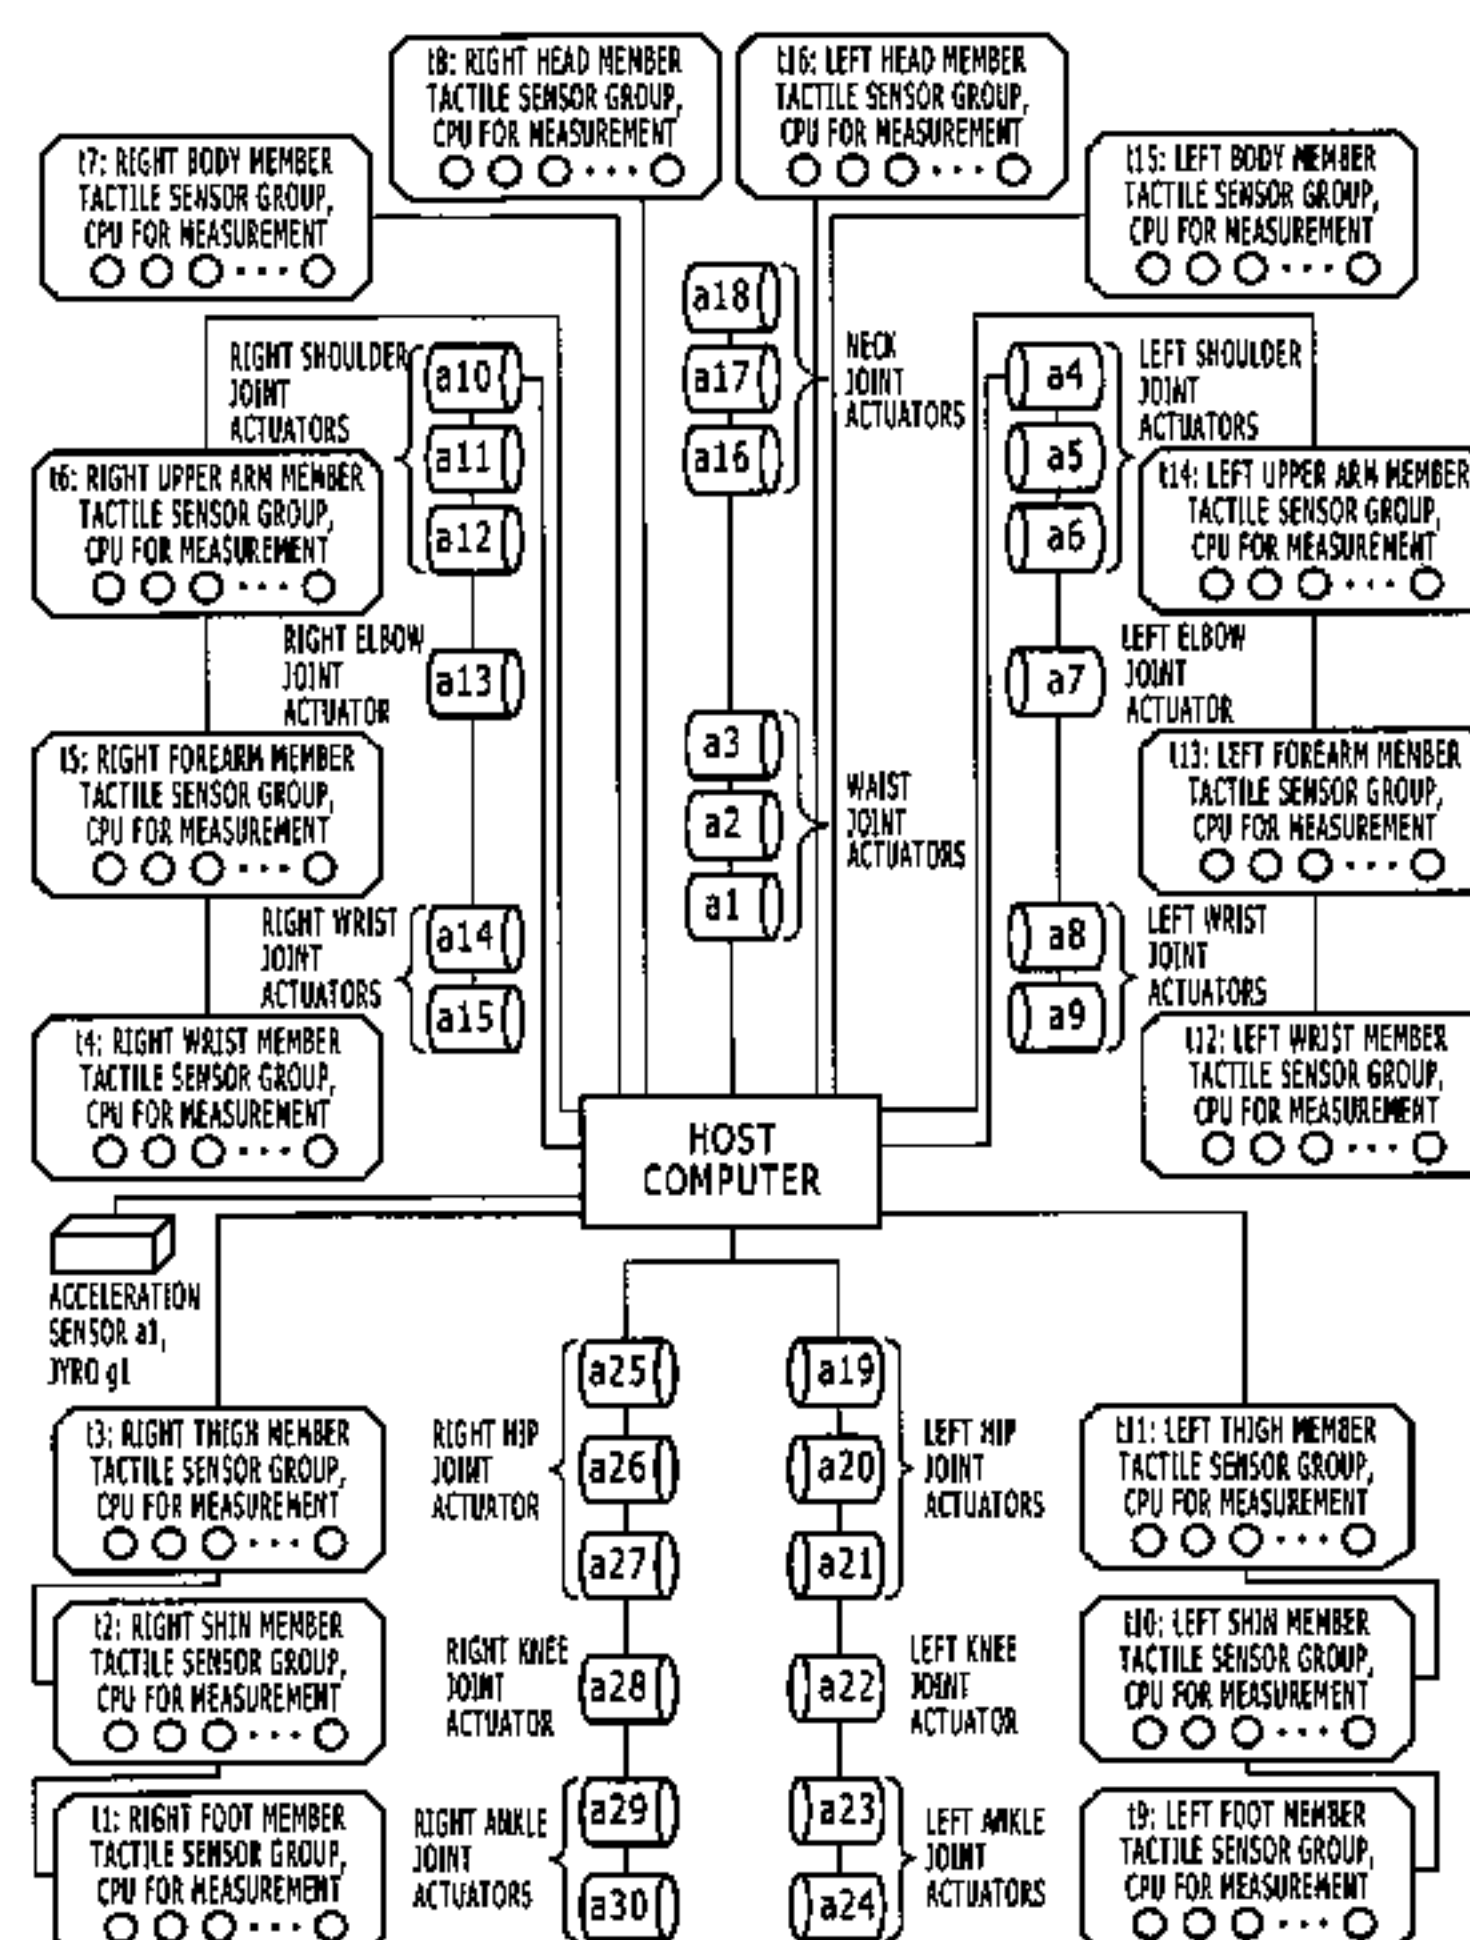 t8: RIGHT HEAD MEMBER
TACTILE SENSOR GROUP,
CPU FOR MEASUREMENT
t16: LEFT HEAD MEMBER
TACTILE SENSOR GROUP,
CPU FOR MEASUREMENT
t7: RIGHT BODY MEMBER
TACTILE SENSOR GROUP,
CPU FOR MEASUREMENT
t15: LEFT BODY MEMBER
TACTILE SENSOR GROUP,
CPU FOR MEASUREMENT
a18
a17
a16
NECK
JOINT
ACTUATORS
RIGHT SHOULDER
JOINT
ACTUATORS
a10
a11
a12
a4
a5
a6
LEFT SHOULDER
JOINT
ACTUATORS
t6: RIGHT UPPER ARM MEMBER
TACTILE SENSOR GROUP,
CPU FOR MEASUREMENT
t14: LEFT UPPER ARM MEMBER
TACTILE SENSOR GROUP,
CPU FOR MEASUREMENT
RIGHT ELBOW
JOINT
ACTUATOR
a13
a7
LEFT ELBOW
JOINT
ACTUATOR
t5: RIGHT FOREARM MEMBER
TACTILE SENSOR GROUP,
CPU FOR MEASUREMENT
a3
a2
a1
WAIST
JOINT
ACTUATORS
t13: LEFT FOREARM MEMBER
TACTILE SENSOR GROUP,
CPU FOR MEASUREMENT
RIGHT WRIST
JOINT
ACTUATORS
a14
a15
a8
a9
LEFT WRIST
JOINT
ACTUATORS
t4: RIGHT WRIST MEMBER
TACTILE SENSOR GROUP,
CPU FOR MEASUREMENT
t12: LEFT WRIST MEMBER
TACTILE SENSOR GROUP,
CPU FOR MEASUREMENT
HOST
COMPUTER
ACCELERATION
SENSOR a1,
JYRO g1
t3: RIGHT THIGH MEMBER
TACTILE SENSOR GROUP,
CPU FOR MEASUREMENT
RIGHT HIP
JOINT
ACTUATOR
a25
a26
a27
a19
a20
a21
LEFT HIP
JOINT
ACTUATORS
t11: LEFT THIGH MEMBER
TACTILE SENSOR GROUP,
CPU FOR MEASUREMENT
t2: RIGHT SHIN MEMBER
TACTILE SENSOR GROUP,
CPU FOR MEASUREMENT
RIGHT KNEE
JOINT
ACTUATOR
a28
a22
LEFT KNEE
JOINT
ACTUATOR
t10: LEFT SHIN MEMBER
TACTILE SENSOR GROUP,
CPU FOR MEASUREMENT
t1: RIGHT FOOT MEMBER
TACTILE SENSOR GROUP,
CPU FOR MEASUREMENT
RIGHT ANKLE
JOINT
ACTUATORS
a29
a30
a23
a24
LEFT ANKLE
JOINT
ACTUATORS
t9: LEFT FOOT MEMBER
TACTILE SENSOR GROUP,
CPU FOR MEASUREMENT